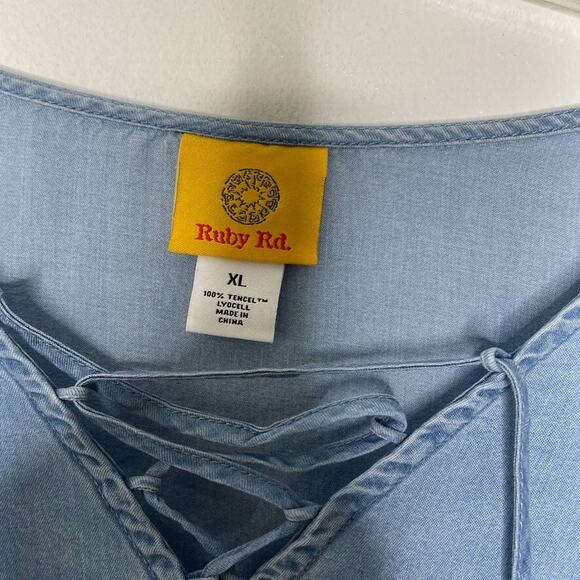 Ruby Rd.
XL
100% TENCEL™
LYOCELL
MADE IN
CHINA